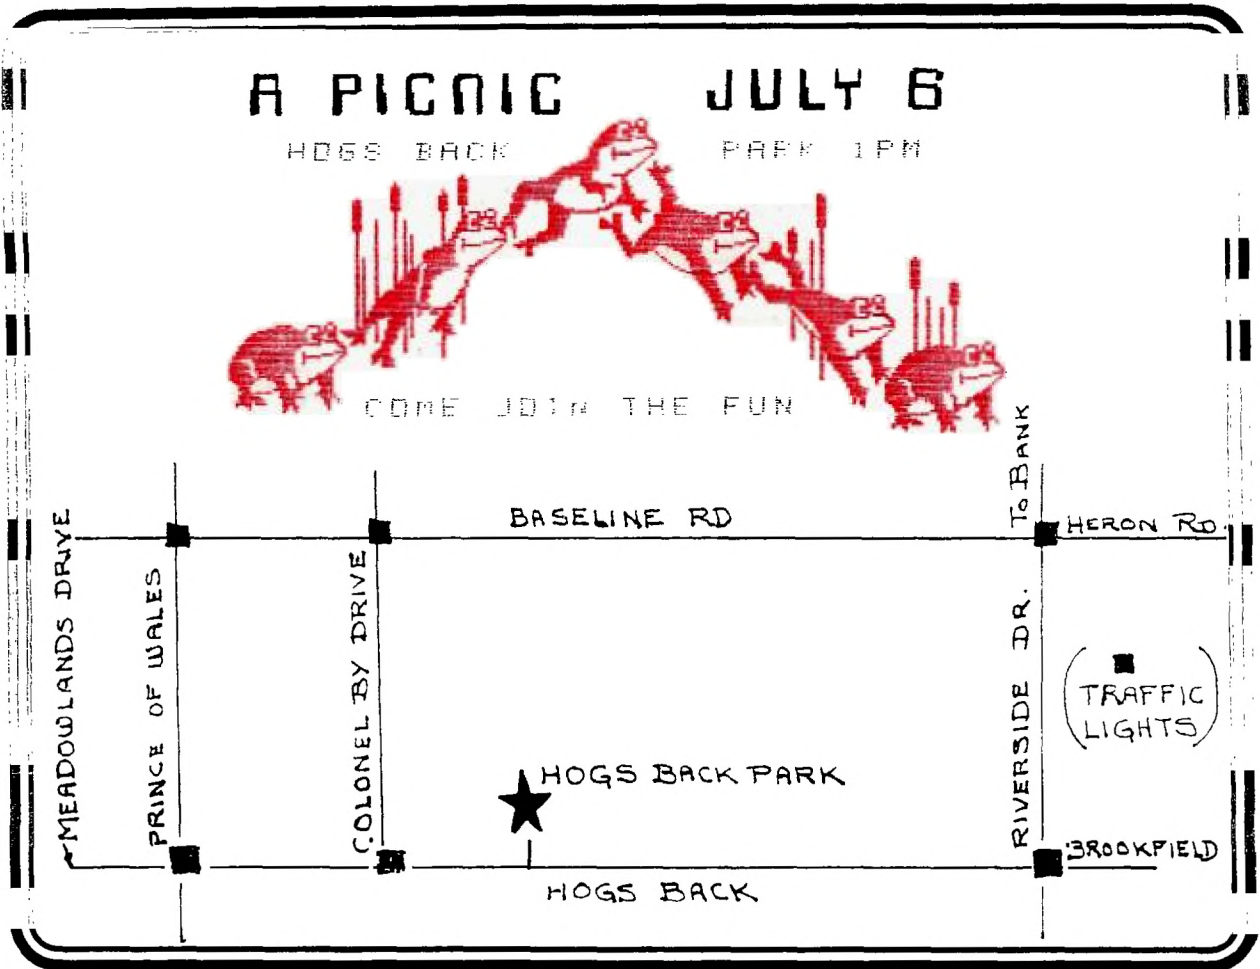 A PICNIC JULY 6
HOGS BACK PARK 1PM
COME JOIN THE FUN
TO BANK
BASELINE RD
HERON RD
MEADOWLANDS DRIVE
PRINCE OF WALES
COLONEL BY DRIVE
RIVERSIDE DR.
(TRAFFIC
LIGHTS)
HOGS BACK PARK
BROOKFIELD
HOGS BACK